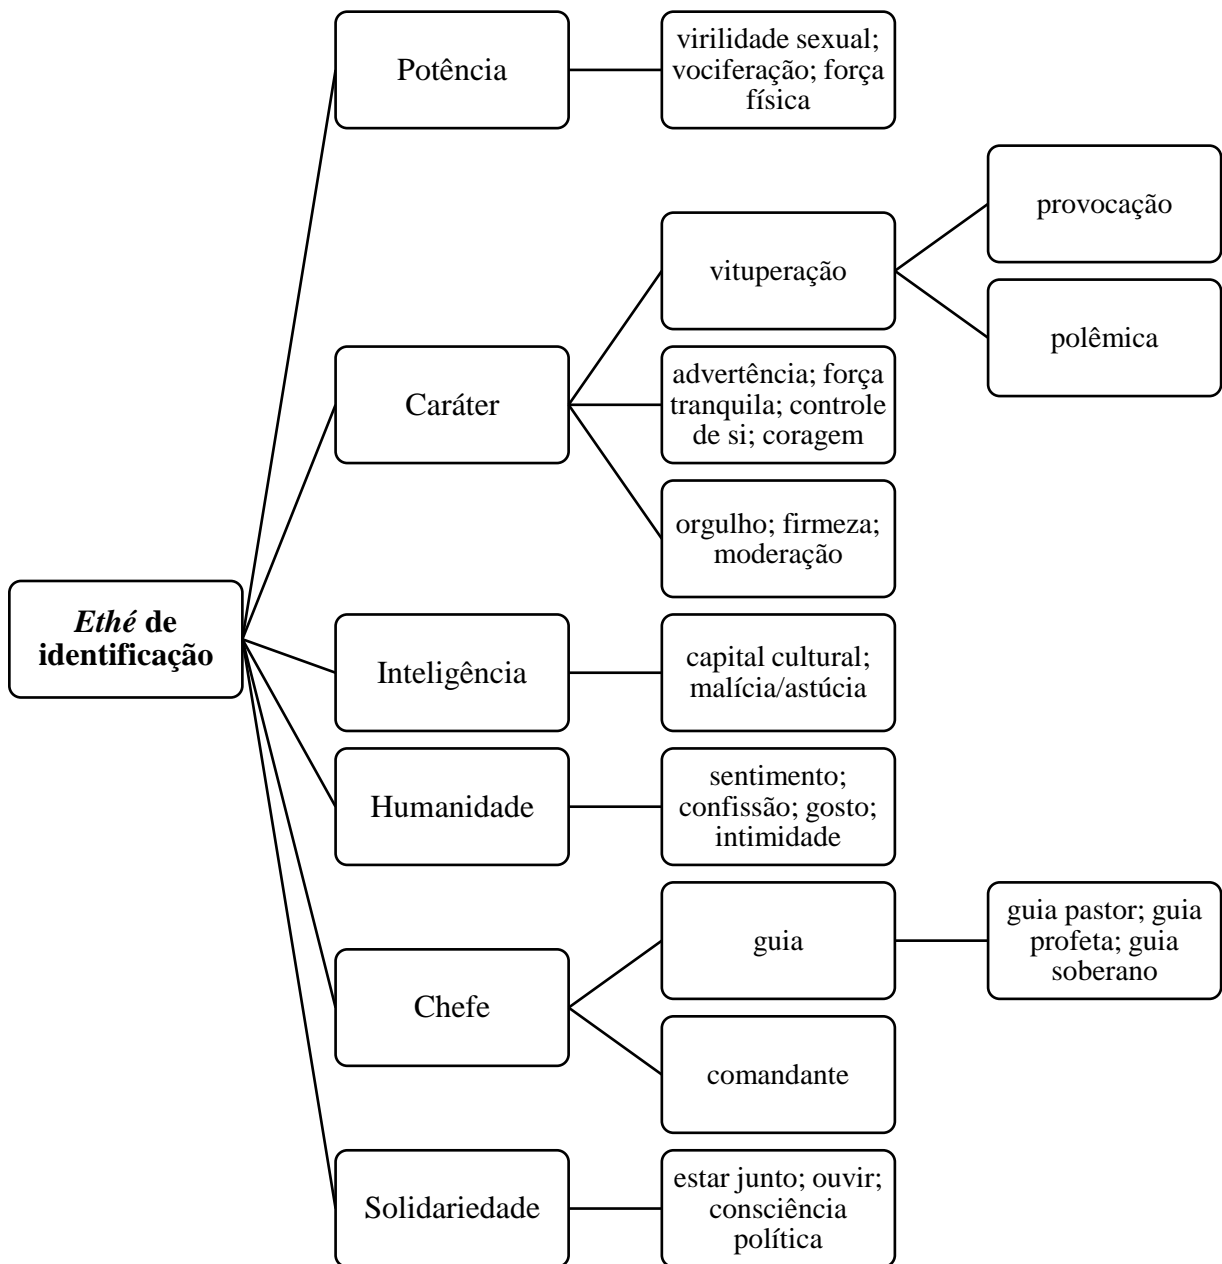 Potência
virilidade sexual;
vociferação; força
física
provocação
vituperação
polêmica
advertência; força
tranquila; controle
de si; coragem
Caráter
orgulho; firmeza;
moderação
Ethé de
identificação
Inteligência
capital cultural;
malícia/astúcia
Humanidade
sentimento;
confissão; gosto;
intimidade
guia
guia pastor; guia
profeta; guia
soberano
Chefe
comandante
Solidariedade
estar junto; ouvir;
consciência
política